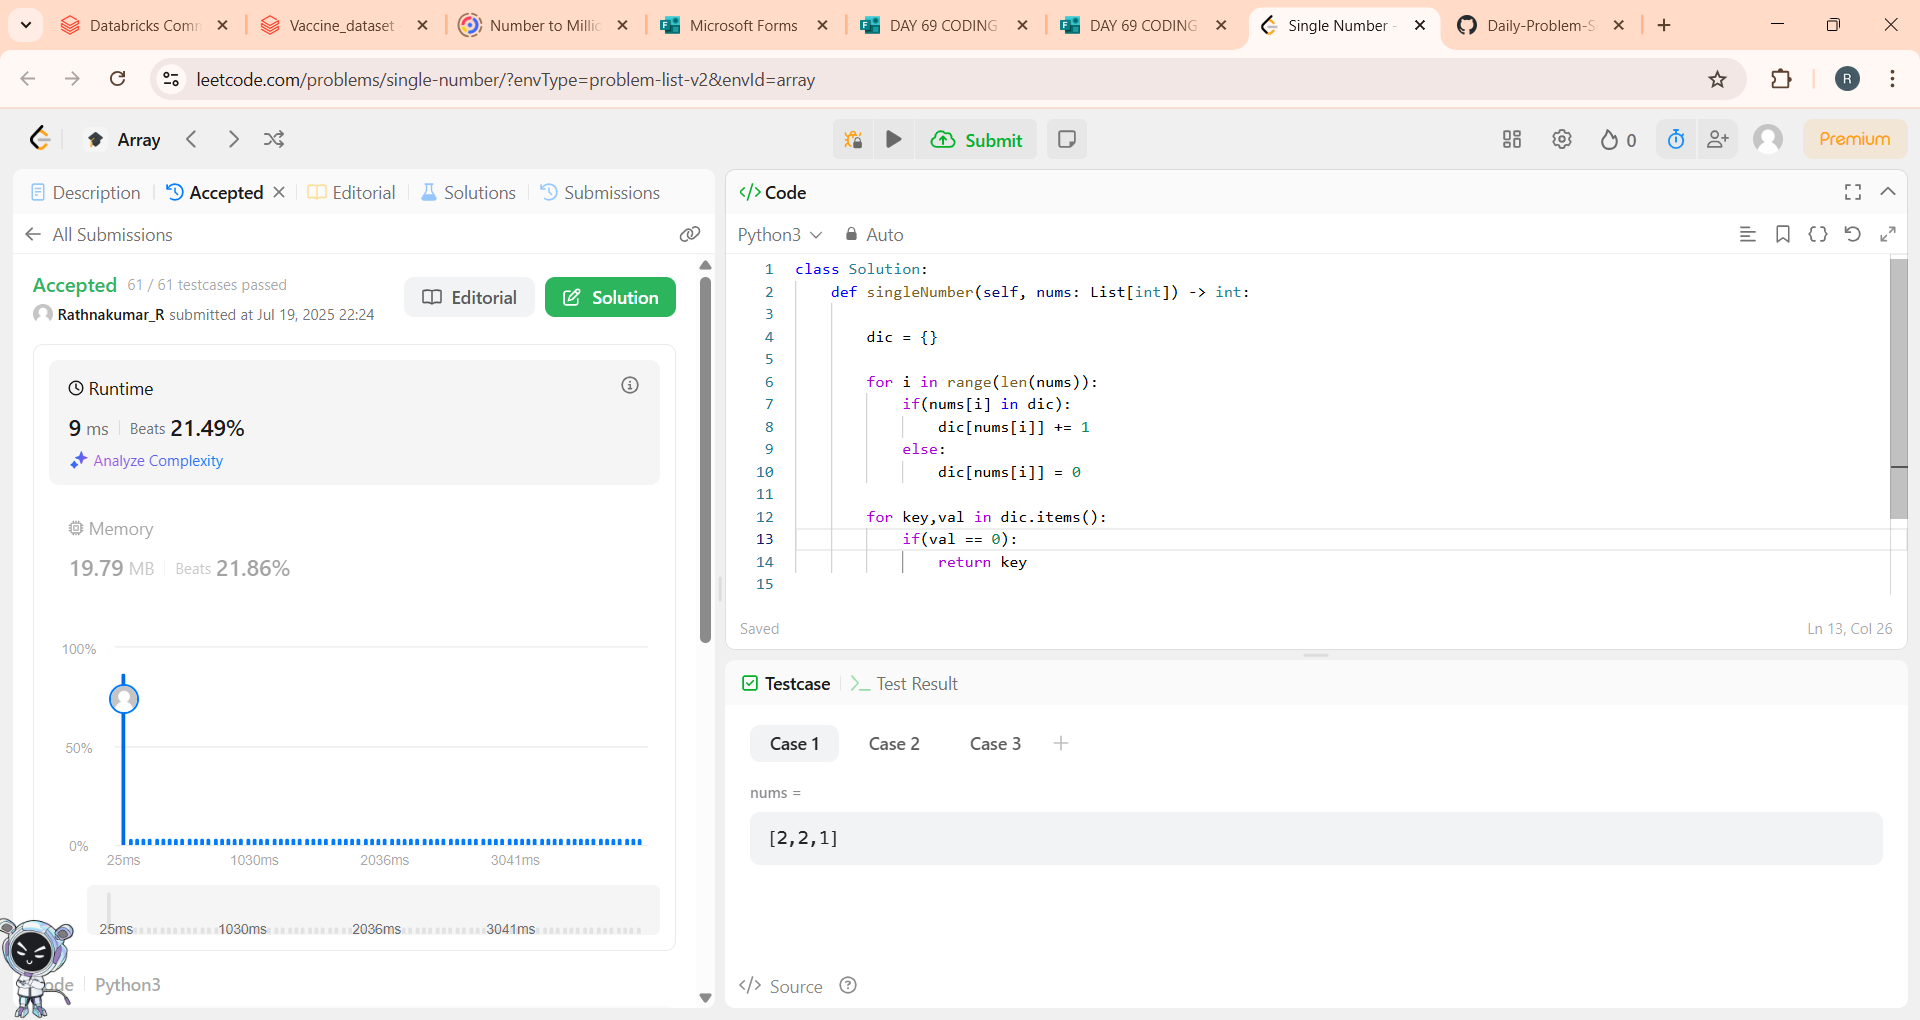 Databricks Comm
Vaccine_dataset
Number to Millic
Microsoft Forms
DAY 69 CODING
DAY 69 CODING
Single Number -
Daily-Problem-S
leetcode.com/problems/single-number/?envType=problem-list-v2&envId=array
R
Array
Submit
0
Premium
Description
Accepted
Editorial
Solutions
Submissions
All Submissions
Accepted 61 / 61 testcases passed
Rathnakumar_R submitted at Jul 19, 2025 22:24
Editorial
Solution
Runtime
9 ms Beats 21.49%
Analyze Complexity
Memory
19.79 MB Beats 21.86%
100%
50%
0%
25ms 1030ms 2036ms 3041ms
25ms 1030ms 2036ms 3041ms
ode Python3
</> Code
Python3 Auto
1 class Solution:
2 def singleNumber(self, nums: List[int]) -> int:
3
4 dic = {}
5
6 for i in range(len(nums)):
7 if(nums[i] in dic):
8 dic[nums[i]] += 1
9 else:
10 dic[nums[i]] = 0
11
12 for key,val in dic.items():
13 if(val == 0):
14 return key
15
Saved
Ln 13, Col 26
Testcase
Test Result
Case 1 Case 2 Case 3
nums =
[2,2,1]
</> Source